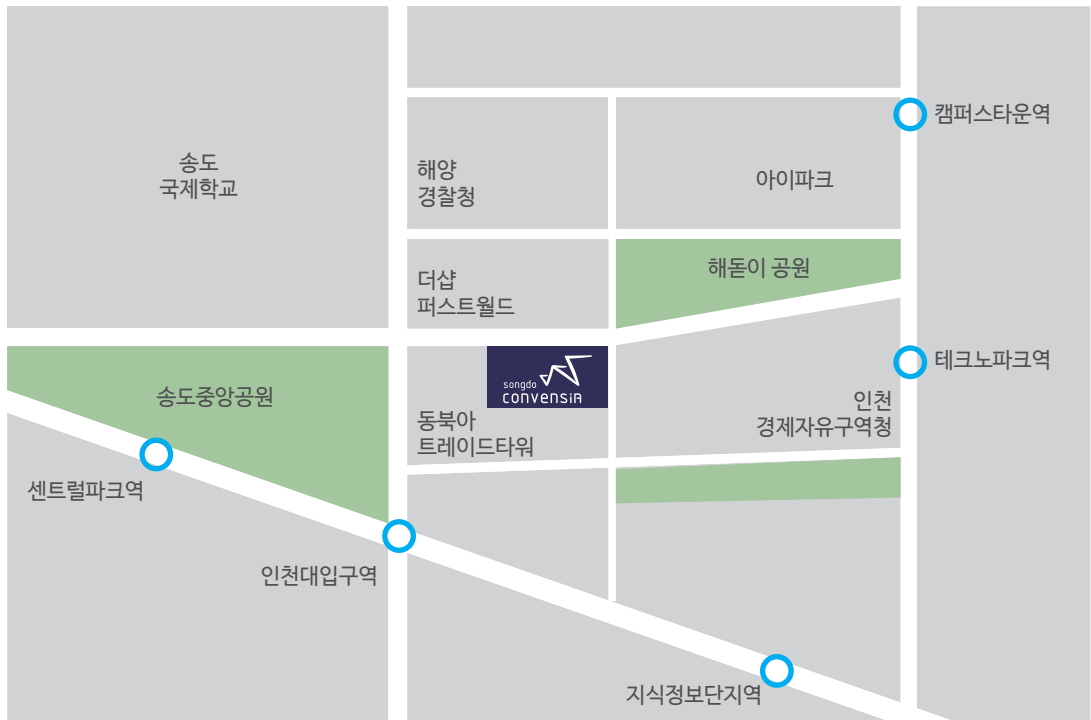 캠퍼스타운역
송도
국제학교
해양
경찰청
아이파크
더샵
퍼스트월드
해돋이 공원
songdo
convensia
테크노파크역
송도중앙공원
동북아
트레이드타워
인천
경제자유구역청
센트럴파크역
인천대입구역
지식정보단지역